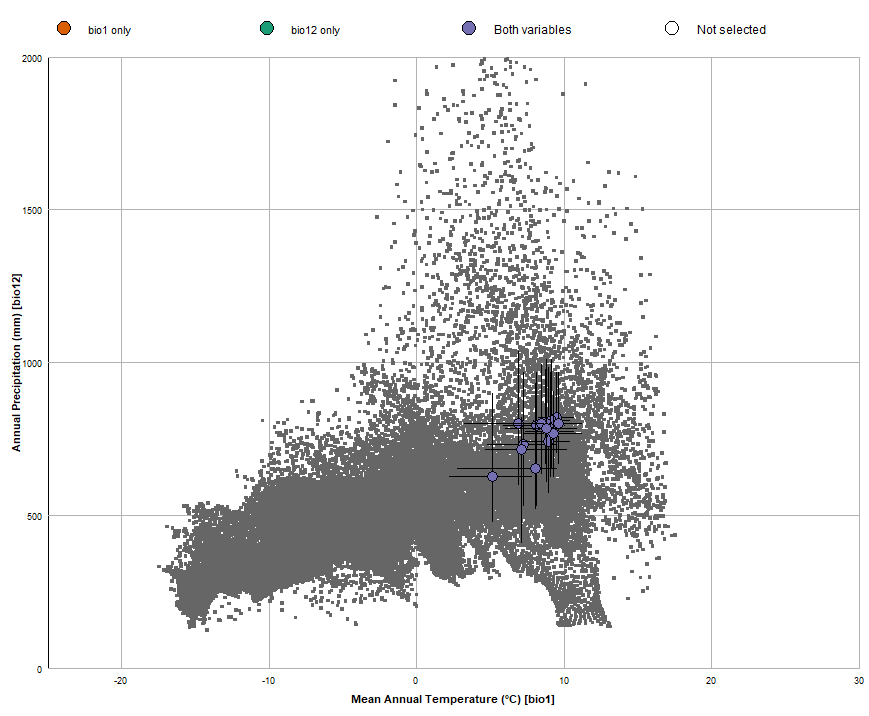 bio1 only bio12 only Both variables Not selected
2000
1500
1000
500
0
Annual Precipitation (mm) [bio12]
-20 -10 0 10 20 30
Mean Annual Temperature (°C) [bio1]